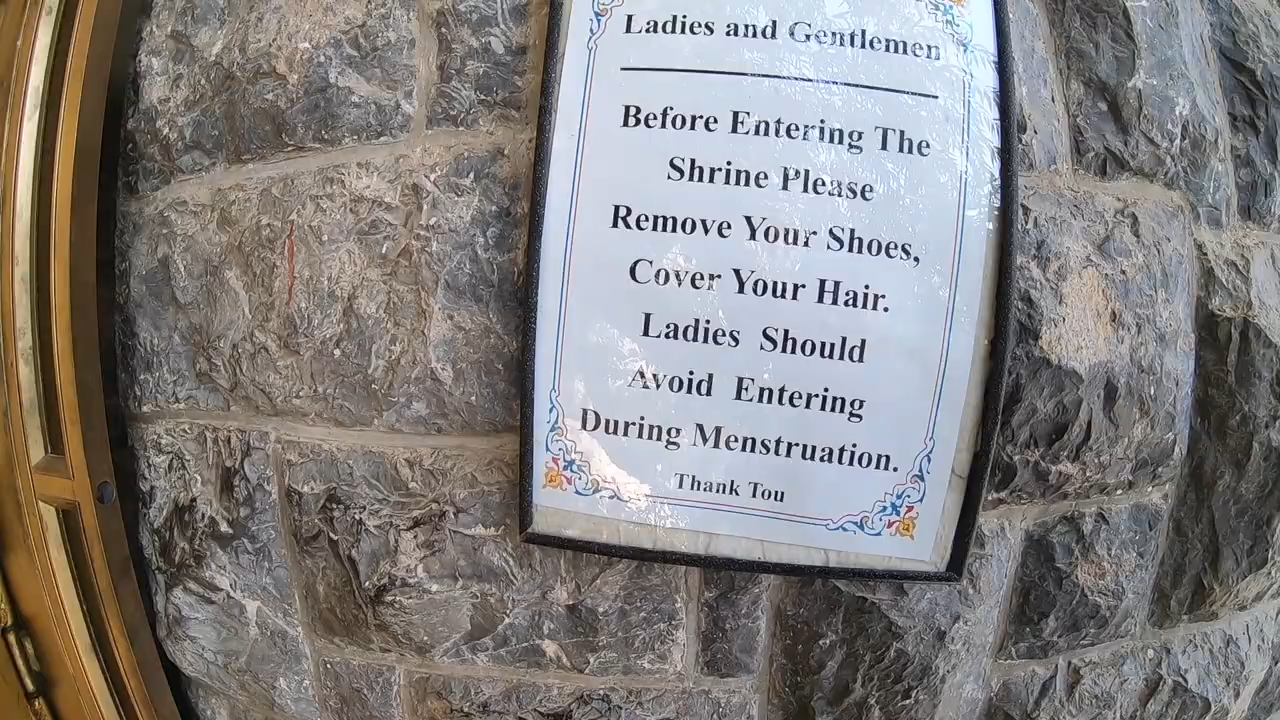 Ladies and Gentlemen
Before Entering The
Shrine Please
Remove Your Shoes,
Cover Your Hair.
Ladies Should
Avoid Entering
During Menstruation.
Thank Tou